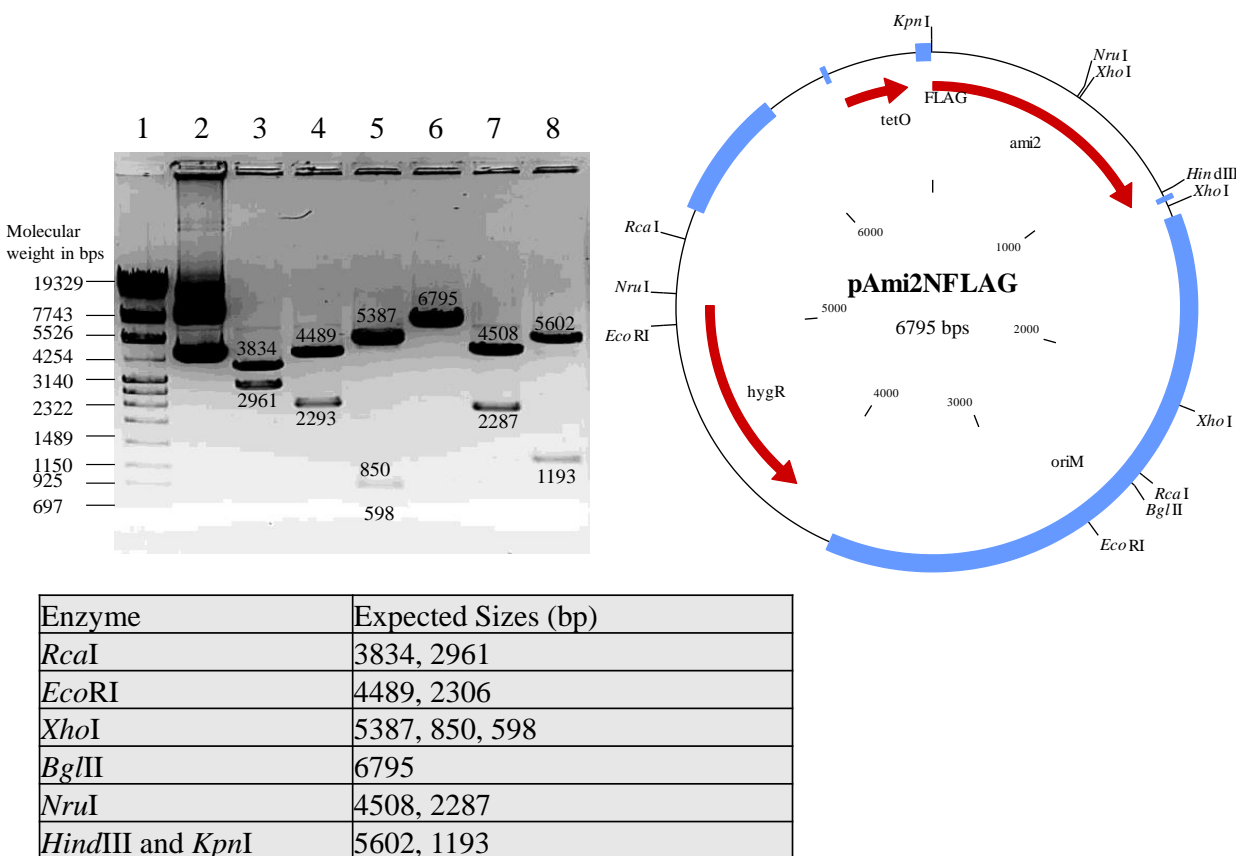 1 2 3 4 5 6 7 8
Molecular
weight in bps
19329
7743
5526
4254
3140
2322
1489
1150
925
697
3834
2961
4489
2293
5387
850
598
6795
4508
2287
5602
1193
KpnI
NruI
XhoI
FLAG
tetO
ami2
HindIII
XhoI
RcaI
6000
1000
NruI
pAmi2NFLAG
5000
6795 bps
2000
EcoRI
hygR
4000
3000
XhoI
oriM
RcaI
BglII
EcoRI
Enzyme Expected Sizes (bp)
RcaI 3834, 2961
EcoRI 4489, 2306
XhoI 5387, 850, 598
BglII 6795
NruI 4508, 2287
HindIII and KpnI 5602, 1193